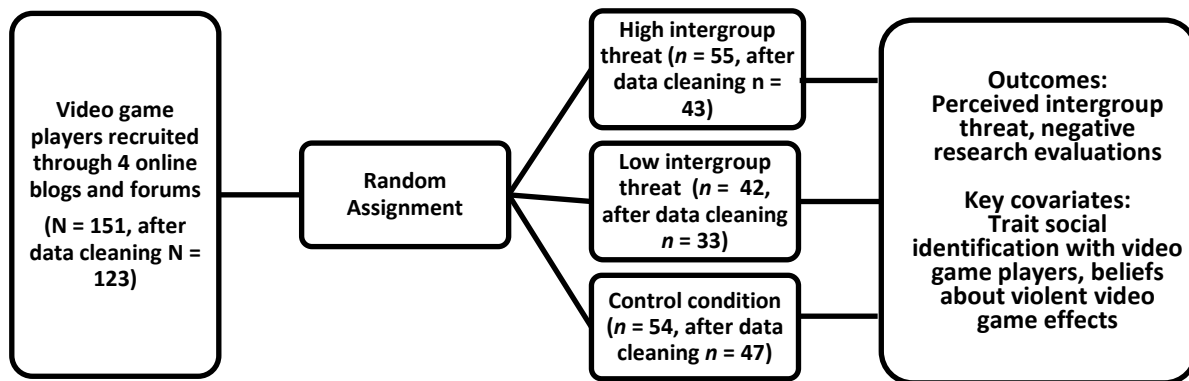 Video game
players recruited
through 4 online
blogs and forums
(N = 151, after
data cleaning N =
123)
Random
Assignment
High intergroup
threat (n = 55, after
data cleaning n =
43)
Low intergroup
threat (n = 42,
after data cleaning
n = 33)
Control condition
(n = 54, after data
cleaning n = 47)
Outcomes:
Perceived intergroup
threat, negative
research evaluations
Key covariates:
Trait social
identification with video
game players, beliefs
about violent video
game effects